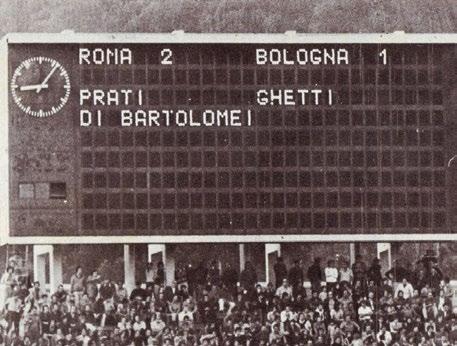 ROMA 2 BOLOGNA 1
PRATI GHETTI
DI BARTOLOMEI